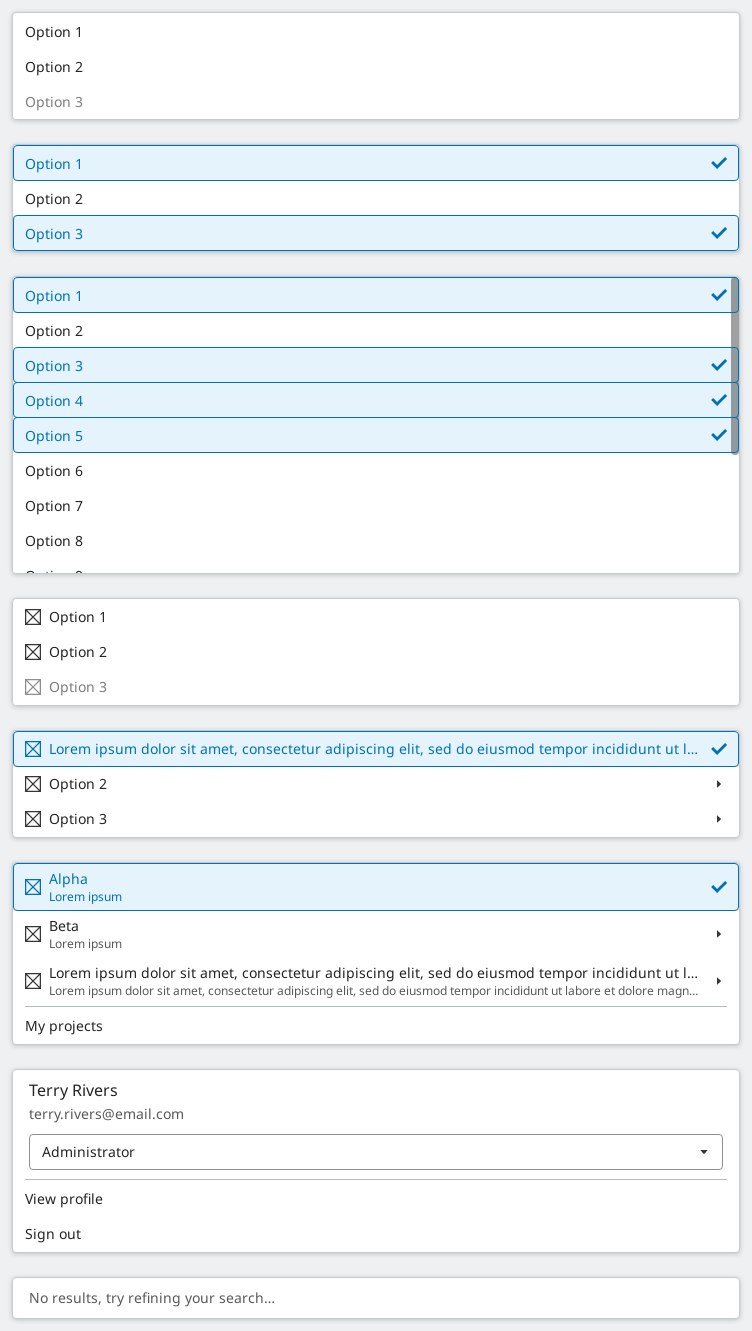 Option 1
Option 2
Option 3
Option 1
Option 2
Option 3
Option 1
Option 2
Option 3
Option 4
Option 5
Option 6
Option 7
Option 8
Option 1
Option 2
Option 3
Lorem ipsum dolor sit amet, consectetur adipiscing elit, sed do eiusmod tempor incididunt ut l...
Option 2
Option 3
Alpha
Lorem ipsum
Beta
Lorem ipsum
Lorem ipsum dolor sit amet, consectetur adipiscing elit, sed do eiusmod tempor incididunt ut l...
Lorem ipsum dolor sit amet, consectetur adipiscing elit, sed do eiusmod tempor incididunt ut labore et dolore magn...
My projects
Terry Rivers
terry.rivers@email.com
Administrator
View profile
Sign out
No results, try refining your search...